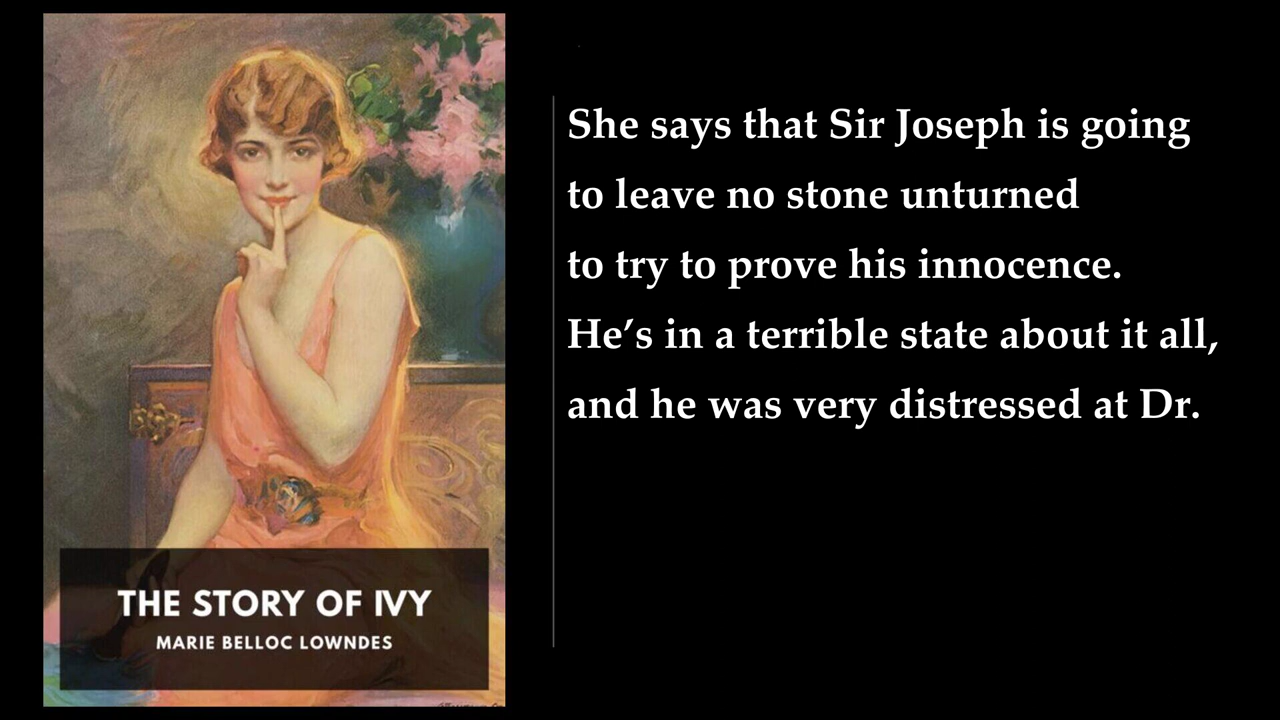 She says that Sir Joseph is going
to leave no stone unturned
to try to prove his innocence.
He’s in a terrible state about it all,
and he was very distressed at Dr.
THE STORY OF IVY
MARIE BELLOC LOWNDES